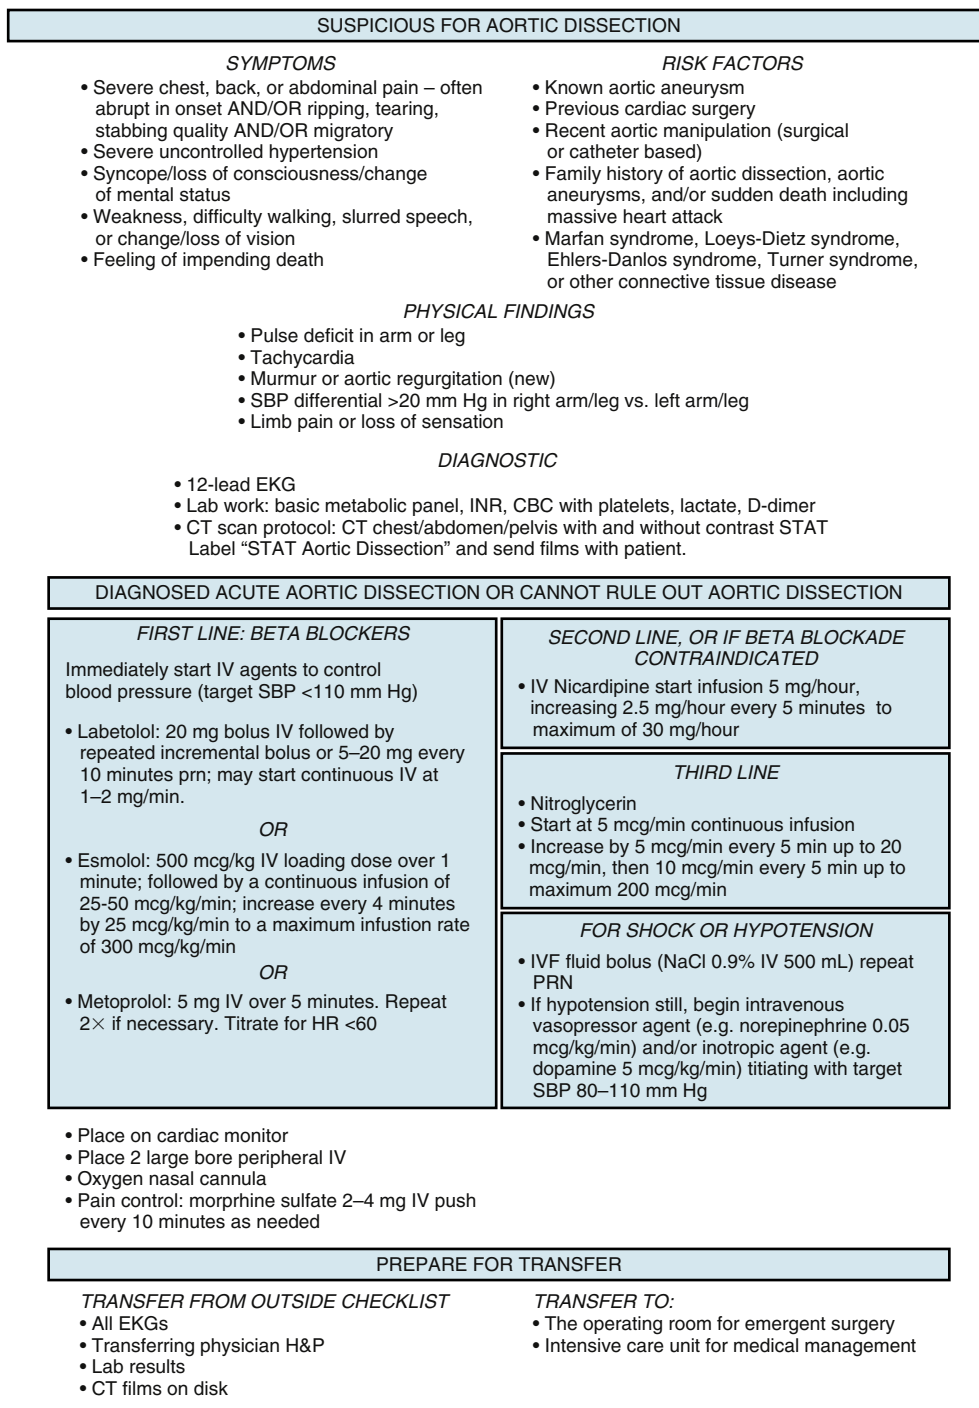 SUSPICIOUS FOR AORTIC DISSECTION
SYMPTOMS
• Severe chest, back, or abdominal pain – often
abrupt in onset AND/OR ripping, tearing,
stabbing quality AND/OR migratory
• Severe uncontrolled hypertension
• Syncope/loss of consciousness/change
of mental status
• Weakness, difficulty walking, slurred speech,
or change/loss of vision
• Feeling of impending death
RISK FACTORS
• Known aortic aneurysm
• Previous cardiac surgery
• Recent aortic manipulation (surgical
or catheter based)
• Family history of aortic dissection, aortic
aneurysms, and/or sudden death including
massive heart attack
• Marfan syndrome, Loeys-Dietz syndrome,
Ehlers-Danlos syndrome, Turner syndrome,
or other connective tissue disease
PHYSICAL FINDINGS
• Pulse deficit in arm or leg
• Tachycardia
• Murmur or aortic regurgitation (new)
• SBP differential >20 mm Hg in right arm/leg vs. left arm/leg
• Limb pain or loss of sensation
DIAGNOSTIC
• 12-lead EKG
• Lab work: basic metabolic panel, INR, CBC with platelets, lactate, D-dimer
• CT scan protocol: CT chest/abdomen/pelvis with and without contrast STAT
Label “STAT Aortic Dissection” and send films with patient.
DIAGNOSED ACUTE AORTIC DISSECTION OR CANNOT RULE OUT AORTIC DISSECTION
FIRST LINE: BETA BLOCKERS
Immediately start IV agents to control
blood pressure (target SBP <110 mm Hg)
• Labetolol: 20 mg bolus IV followed by
repeated incremental bolus or 5–20 mg every
10 minutes prn; may start continuous IV at
1–2 mg/min.
OR
• Esmolol: 500 mcg/kg IV loading dose over 1
minute; followed by a continuous infusion of
25-50 mcg/kg/min; increase every 4 minutes
by 25 mcg/kg/min to a maximum infustion rate
of 300 mcg/kg/min
OR
• Metoprolol: 5 mg IV over 5 minutes. Repeat
2× if necessary. Titrate for HR <60
SECOND LINE, OR IF BETA BLOCKADE
CONTRAINDICATED
• IV Nicardipine start infusion 5 mg/hour,
increasing 2.5 mg/hour every 5 minutes to
maximum of 30 mg/hour
THIRD LINE
• Nitroglycerin
• Start at 5 mcg/min continuous infusion
• Increase by 5 mcg/min every 5 min up to 20
mcg/min, then 10 mcg/min every 5 min up to
maximum 200 mcg/min
FOR SHOCK OR HYPOTENSION
• IVF fluid bolus (NaCl 0.9% IV 500 mL) repeat
PRN
• If hypotension still, begin intravenous
vasopressor agent (e.g. norepinephrine 0.05
mcg/kg/min) and/or inotropic agent (e.g.
dopamine 5 mcg/kg/min) titiating with target
SBP 80–110 mm Hg
• Place on cardiac monitor
• Place 2 large bore peripheral IV
• Oxygen nasal cannula
• Pain control: morprhine sulfate 2–4 mg IV push
every 10 minutes as needed
PREPARE FOR TRANSFER
TRANSFER FROM OUTSIDE CHECKLIST
• All EKGs
• Transferring physician H&P
• Lab results
• CT films on disk
TRANSFER TO:
• The operating room for emergent surgery
• Intensive care unit for medical management